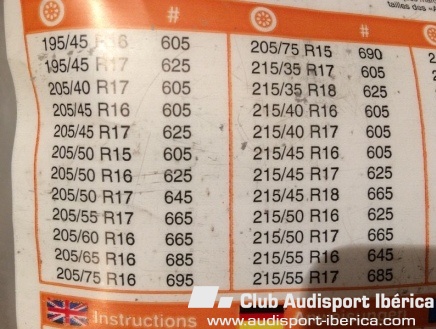 tailles des
#
195/45 R16 605
195/45 R17 625
205/40 R17 605
205/45 R16 605
205/45 R17 625
205/50 R15 605
205/50 R16 625
205/50 R17 645
205/55 R17 665
205/60 R16 665
205/65 R16 685
205/75 R16 695
#
205/75 R15 690
215/35 R17 605
215/35 R18 625
215/40 R16 605
215/40 R17 605
215/45 R16 605
215/45 R17 625
215/45 R18 665
215/50 R16 625
215/50 R17 665
215/55 R16 645
215/55 R17 685
Instructions
Club Audisport Ibérica
www.audisport-iberica.com